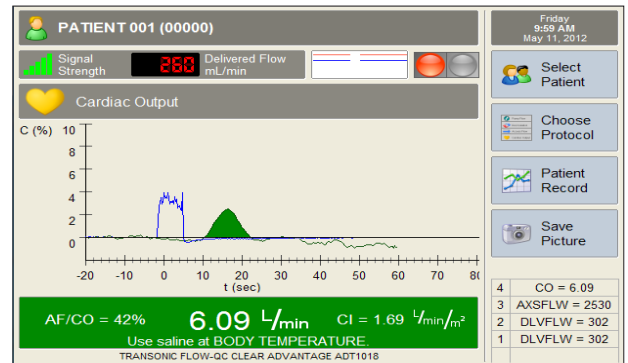 PATIENT 001 (00000)
Signal Strength
260
Delivered Flow mL/min
Cardiac Output
C (%)
10
8
6
4
2
0
-20 -10 0 10 20 30 40 50 60 70 80
t (sec)
AF/CO = 42%
6.09 L/min
CI = 1.69 L/min/m²
Use saline at BODY TEMPERATURE.
TRANSONIC FLOW-QC CLEAR ADVANTAGE ADT1018
Friday
9:59 AM
May 11, 2012
Select
Patient
Choose
Protocol
Patient
Record
Save
Picture
4 CO = 6.09
3 AXSFLW = 2530
2 DLVFLW = 302
1 DLVFLW = 302